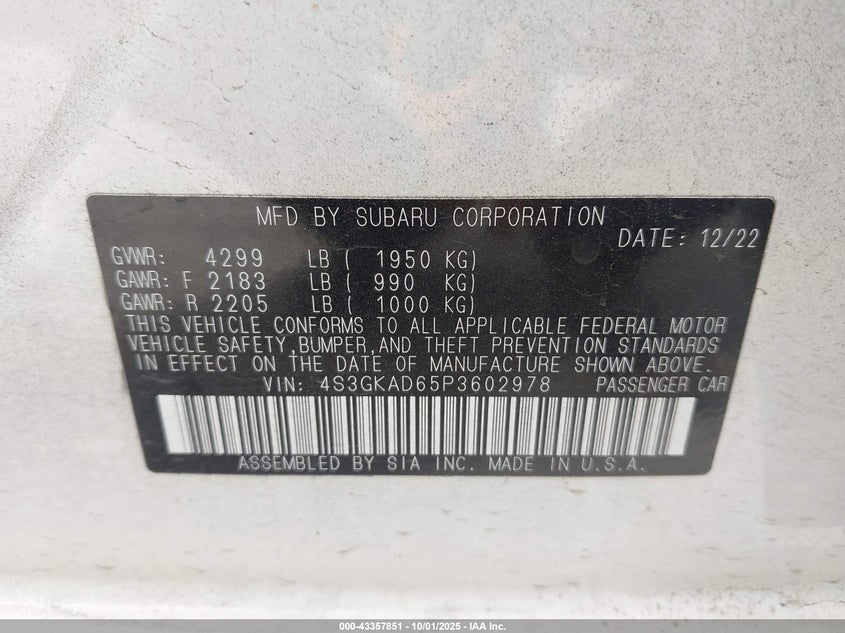 MFD BY SUBARU CORPORATION
DATE: 12/22
GVWR: 4299 LB ( 1950 KG)
GAWR: F 2183 LB ( 990 KG)
GAWR: R 2205 LB ( 1000 KG)
THIS VEHICLE CONFORMS TO ALL APPLICABLE FEDERAL MOTOR
VEHICLE SAFETY,BUMPER,AND THEFT PREVENTION STANDARDS
IN EFFECT ON THE DATE OF MANUFACTURE SHOWN ABOVE.
VIN: 4S3GKAD65P3602978 PASSENGER CAR
ASSEMBLED BY SIA INC. MADE IN U.S.A.
000-43357851 - 10/01/2025 - IAA Inc.